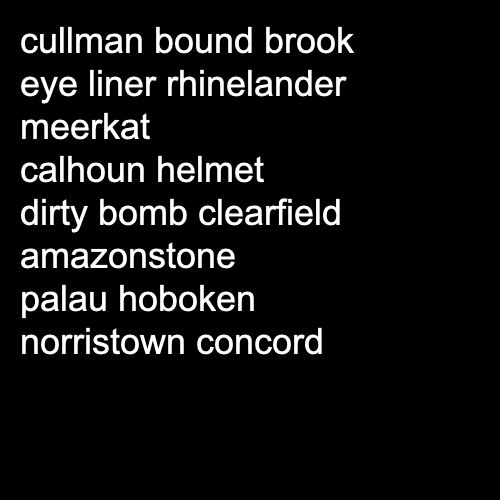 cullman bound brook
eye liner rhinelander
meerkat
calhoun helmet
dirty bomb clearfield
amazonstone
palau hoboken
norristown concord